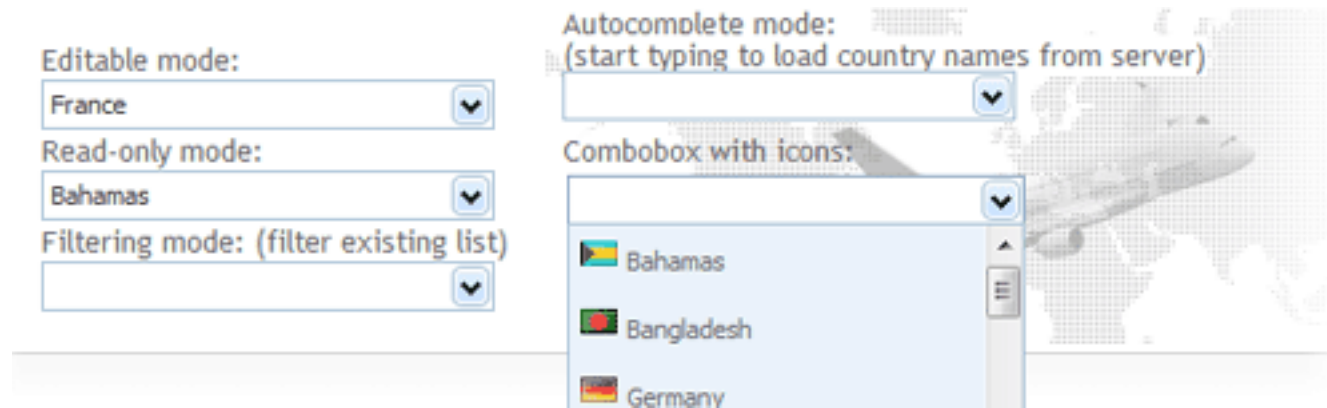 Editable mode:
France
Read-only mode:
Bahamas
Filtering mode: (filter existing list)
Autocomplete mode:
(start typing to load country names from server)
Combobox with icons:
Bahamas
Bangladesh
Germany